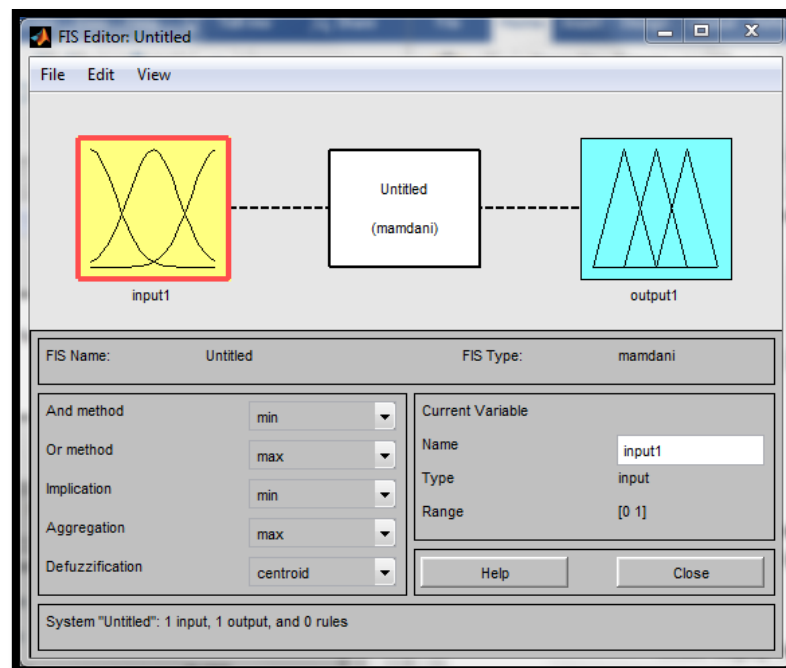 FIS Editor: Untitled
File Edit View
Untitled
(mamdani)
input1
output1
FIS Name: Untitled FIS Type: mamdani
And method min
Or method max
Implication min
Aggregation max
Defuzzification centroid
Current Variable
Name input1
Type input
Range [0 1]
Help Close
System "Untitled": 1 input, 1 output, and 0 rules